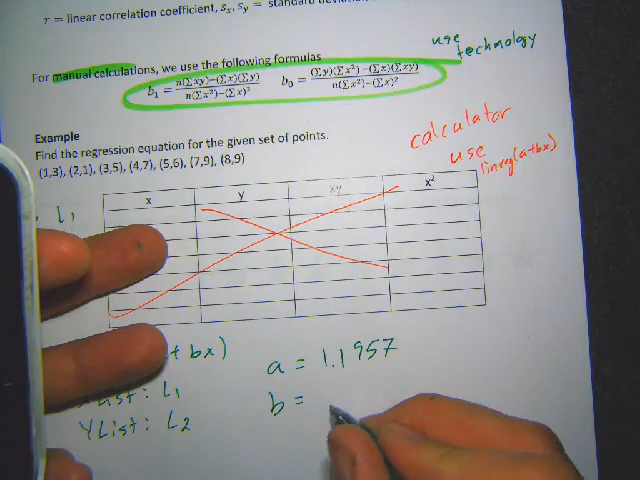 r = linear correlation coefficient, sₓ, sᵧ = standard
use technology
For manual calculations, we use the following formulas
b₁ = n(Σxy)−(Σx)(Σy) / n(Σx²)−(Σx)²   b₀ = (Σy)(Σx²)−(Σx)(Σxy) / n(Σx²)−(Σx)²
Example
Find the regression equation for the given set of points.
(1,3), (2,1), (3,5), (4,7), (5,6), (7,9), (8,9)
calculator
use linreg(a+bx)
L₁
x y xy x²
+ bx)
a = 1.1957
List: L₁
b =
YList: L₂